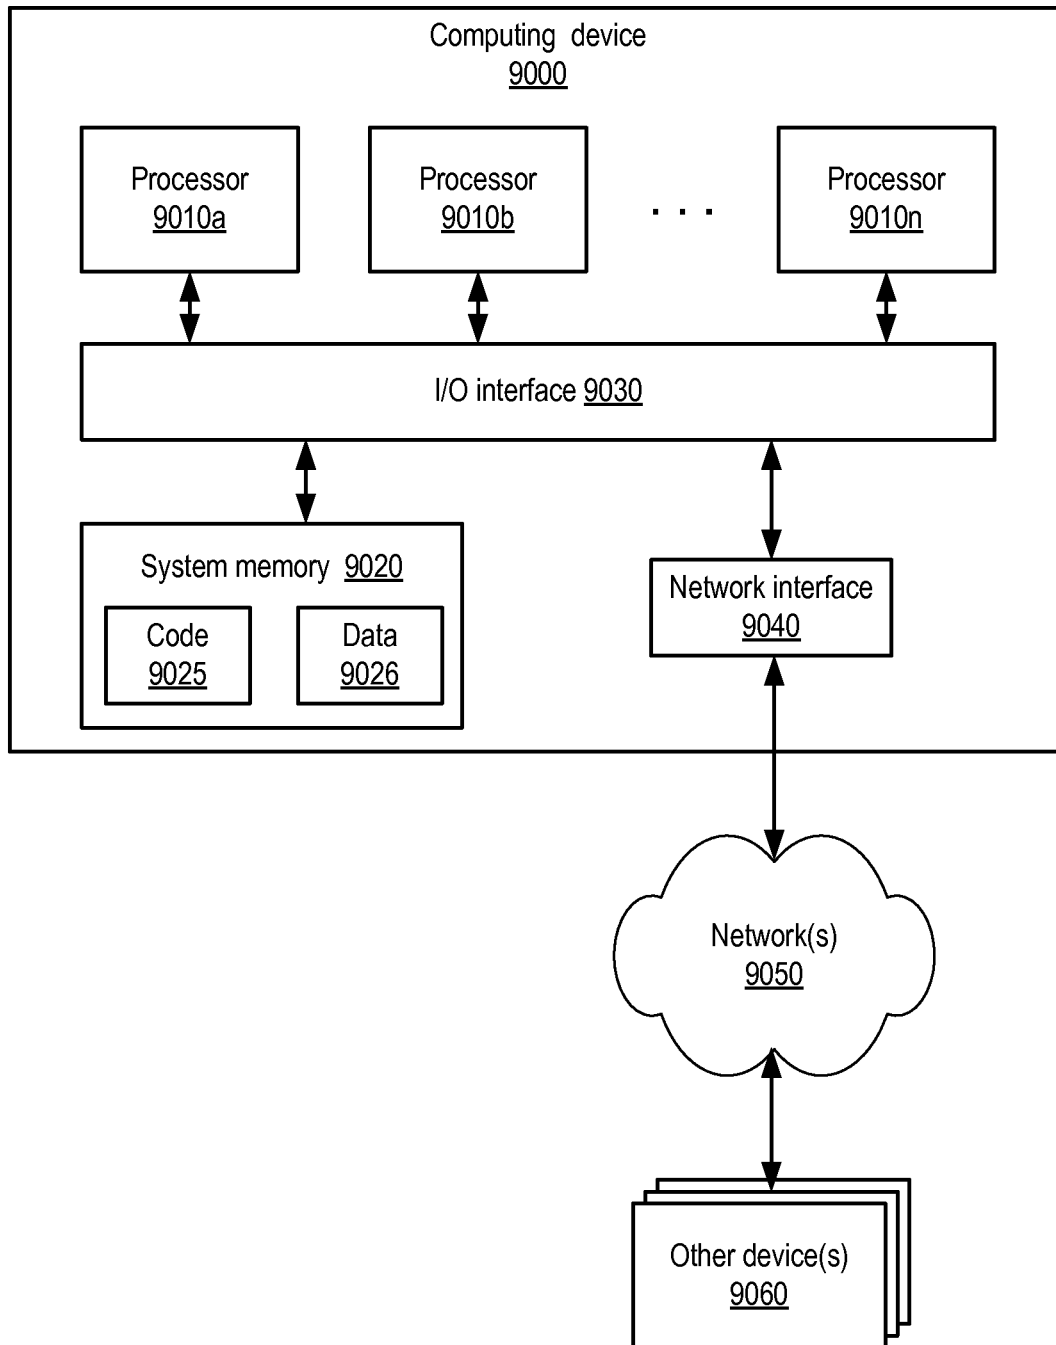 Computing device
9000
Processor
9010a
Processor
9010b
. . .
Processor
9010n
I/O interface 9030
System memory 9020
Code
9025
Data
9026
Network interface
9040
Network(s)
9050
Other device(s)
9060